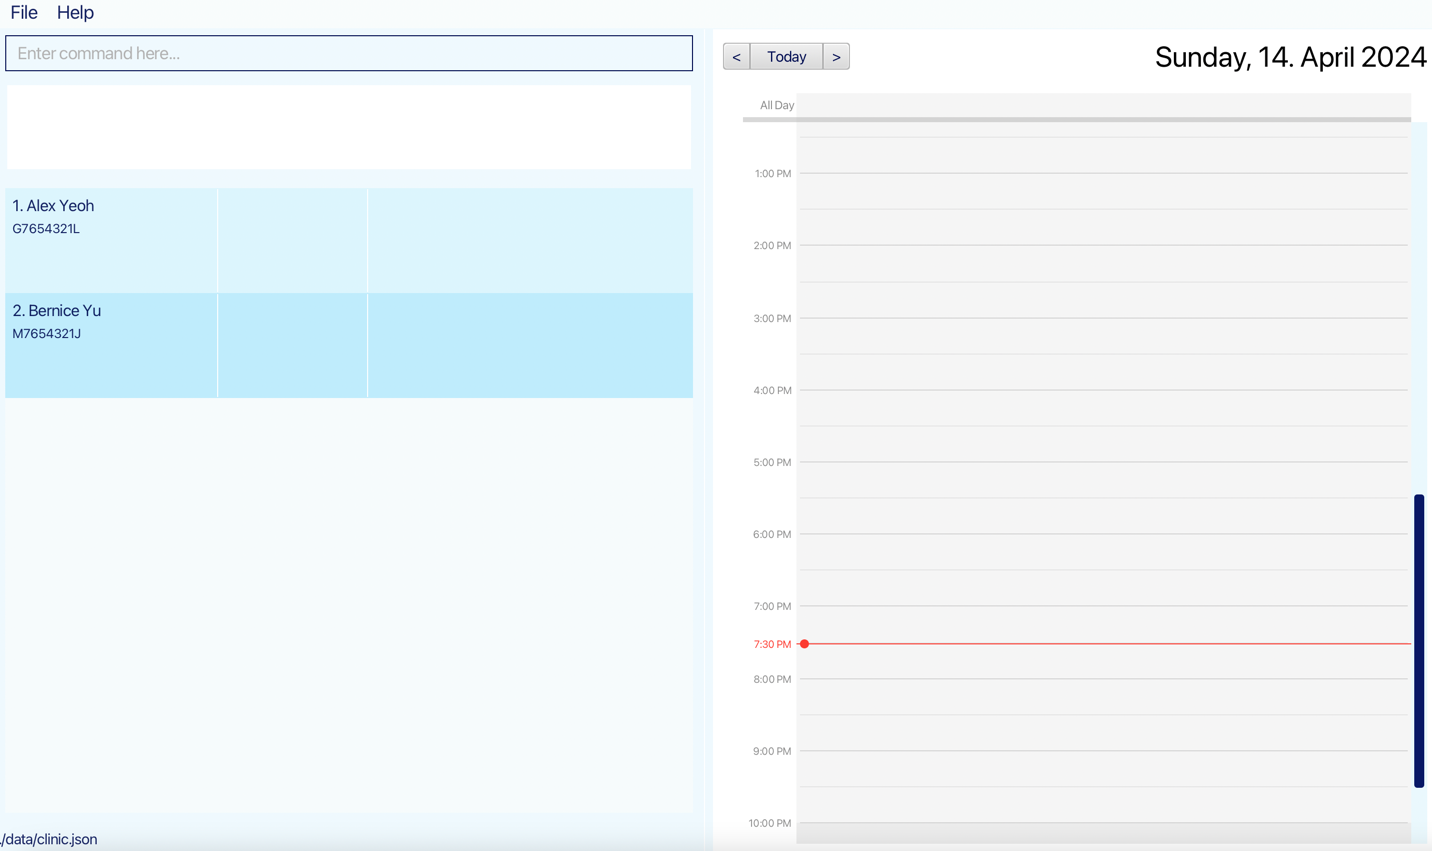 File Help
Enter command here...
1. Alex Yeoh
G7654321L
2. Bernice Yu
M7654321J
./data/clinic.json
< Today >
Sunday, 14. April 2024
All Day
1:00 PM
2:00 PM
3:00 PM
4:00 PM
5:00 PM
6:00 PM
7:00 PM
7:30 PM
8:00 PM
9:00 PM
10:00 PM